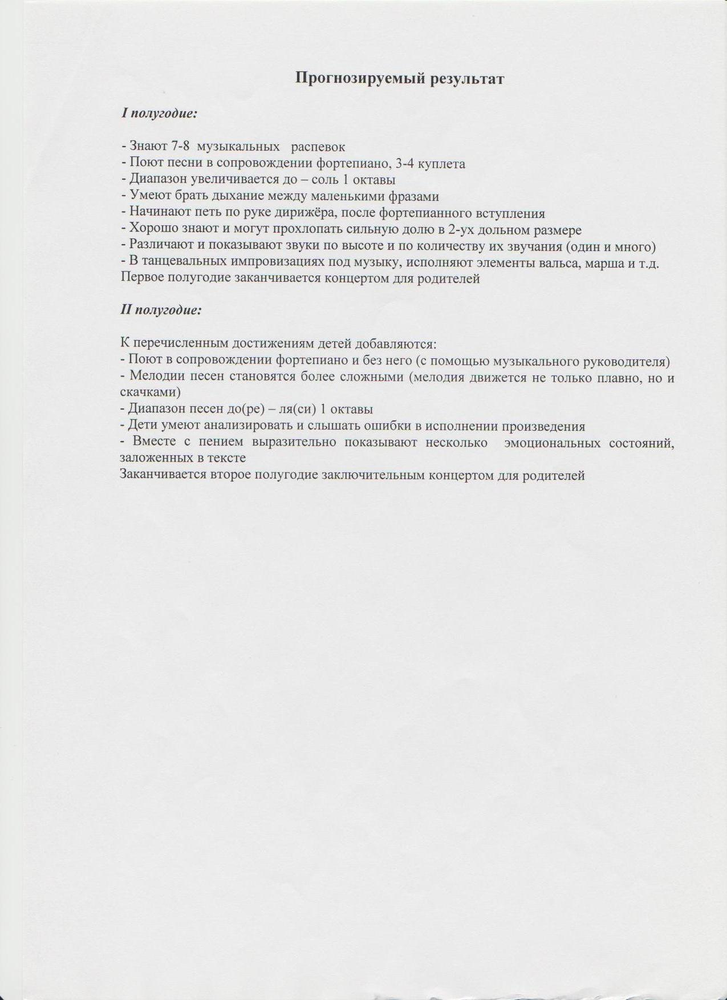 Прогнозируемый результат
I полугодие:
- Знают 7-8 музыкальных распевок
- Поют песни в сопровождении фортепиано, 3-4 куплета
- Диапазон увеличивается до – соль 1 октавы
- Умеют брать дыхание между маленькими фразами
- Начинают петь по руке дирижёра, после фортепианного вступления
- Хорошо знают и могут прохлопать сильную долю в 2-ух дольном размере
- Различают и показывают звуки по высоте и по количеству их звучания (один и много)
- В танцевальных импровизациях под музыку, исполняют элементы вальса, марша и т.д.
Первое полугодие заканчивается концертом для родителей
II полугодие:
К перечисленным достижениям детей добавляются:
- Поют в сопровождении фортепиано и без него (с помощью музыкального руководителя)
- Мелодии песен становятся более сложными (мелодия движется не только плавно, но и
скачками)
- Диапазон песен до(ре) – ля(си) 1 октавы
- Дети умеют анализировать и слышать ошибки в исполнении произведения
- Вместе с пением выразительно показывают несколько эмоциональных состояний,
заложенных в тексте
Заканчивается второе полугодие заключительным концертом для родителей